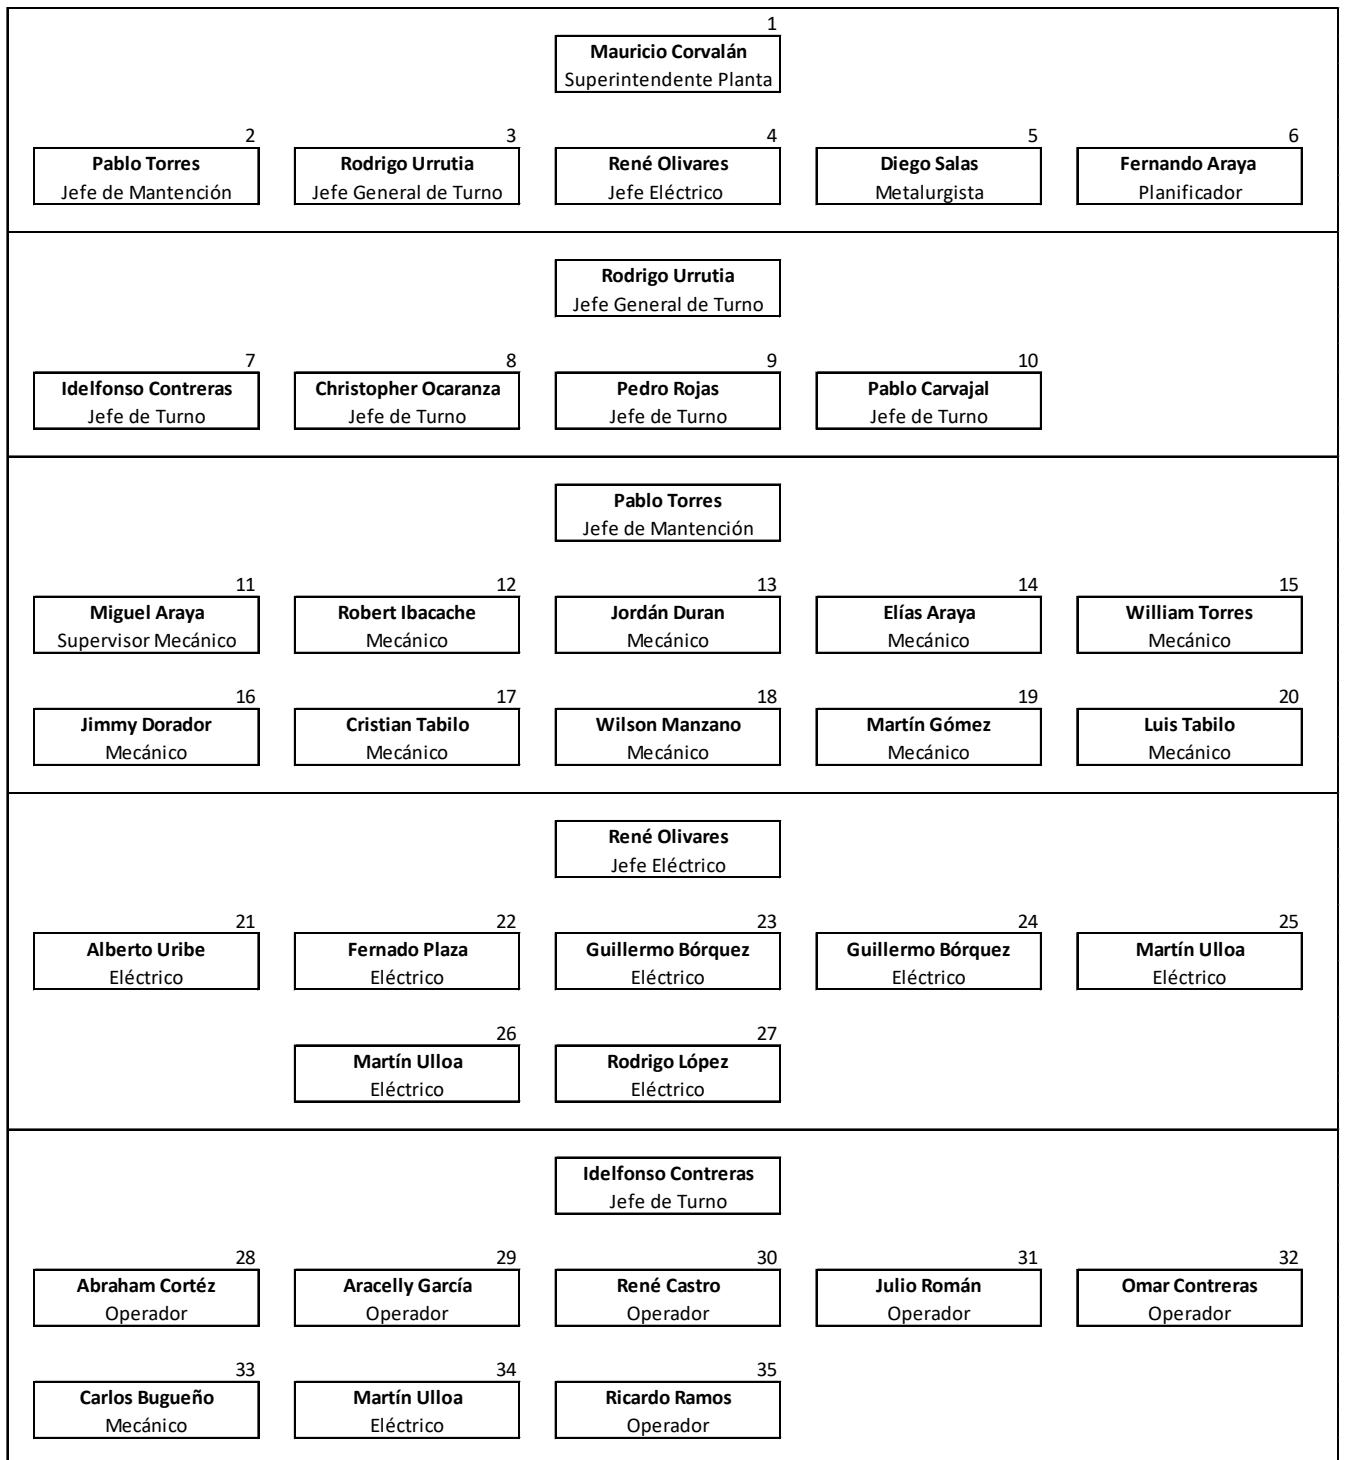 1
Mauricio Corvalán
Superintendente Planta
2 3 4 5 6
Pablo Torres Rodrigo Urrutia René Olivares Diego Salas Fernando Araya
Jefe de Mantención Jefe General de Turno Jefe Eléctrico Metalurgista Planificador
Rodrigo Urrutia
Jefe General de Turno
7 8 9 10
Idelfonso Contreras Christopher Ocaranza Pedro Rojas Pablo Carvajal
Jefe de Turno Jefe de Turno Jefe de Turno Jefe de Turno
Pablo Torres
Jefe de Mantención
11 12 13 14 15
Miguel Araya Robert Ibacache Jordán Duran Elías Araya William Torres
Supervisor Mecánico Mecánico Mecánico Mecánico Mecánico
16 17 18 19 20
Jimmy Dorador Cristian Tabilo Wilson Manzano Martín Gómez Luis Tabilo
Mecánico Mecánico Mecánico Mecánico Mecánico
René Olivares
Jefe Eléctrico
21 22 23 24 25
Alberto Uribe Fernado Plaza Guillermo Bórquez Guillermo Bórquez Martín Ulloa
Eléctrico Eléctrico Eléctrico Eléctrico Eléctrico
26 27
Martín Ulloa Rodrigo López
Eléctrico Eléctrico
Idelfonso Contreras
Jefe de Turno
28 29 30 31 32
Abraham Cortéz Aracelly García René Castro Julio Román Omar Contreras
Operador Operador Operador Operador Operador
33 34 35
Carlos Bugueño Martín Ulloa Ricardo Ramos
Mecánico Eléctrico Operador